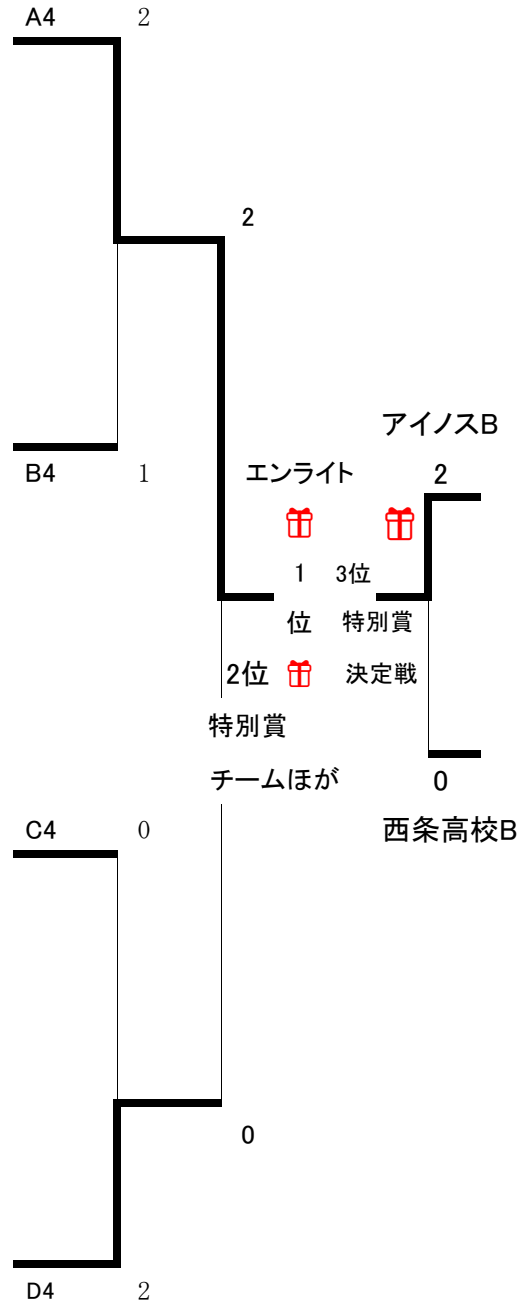 A4 2
2
アイノスB
B4 1 エンライト 2
1 3位
位 特別賞
2位 決定戦
特別賞
チームほが 0
C4 0 西条高校B
0
D4 2